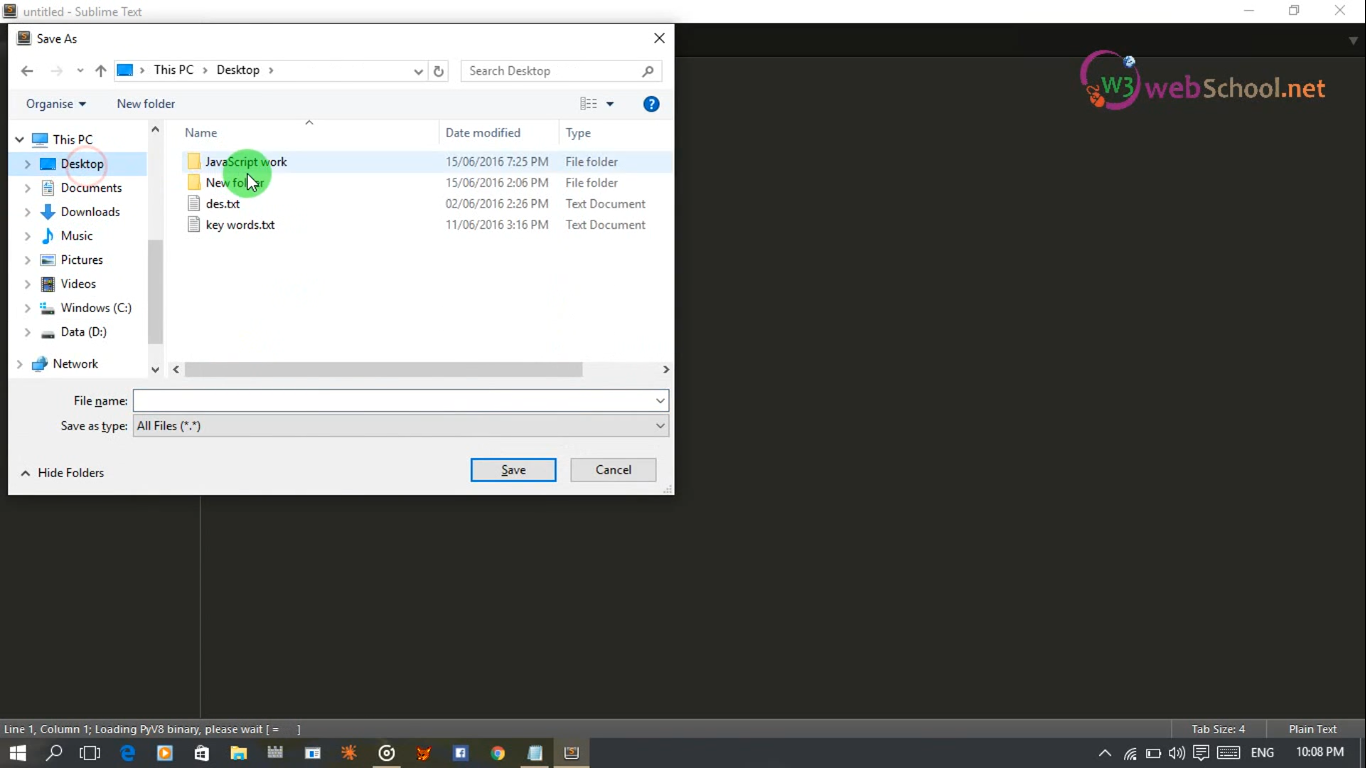 untitled - Sublime Text
Save As
This PC
Desktop
Search Desktop
W3webSchool.net
Organise
New folder
Name
Date modified
Type
This PC
Desktop
Documents
Downloads
Music
Pictures
Videos
Windows (C:)
Data (D:)
Network
JavaScript work 15/06/2016 7:25 PM File folder
New folder 15/06/2016 2:06 PM File folder
des.txt 02/06/2016 2:26 PM Text Document
key words.txt 11/06/2016 3:16 PM Text Document
File name:
Save as type: All Files (*.*)
Hide Folders
Save
Cancel
Line 1, Column 1; Loading PyV8 binary, please wait [ = ]
Tab Size: 4
Plain Text
ENG
10:08 PM